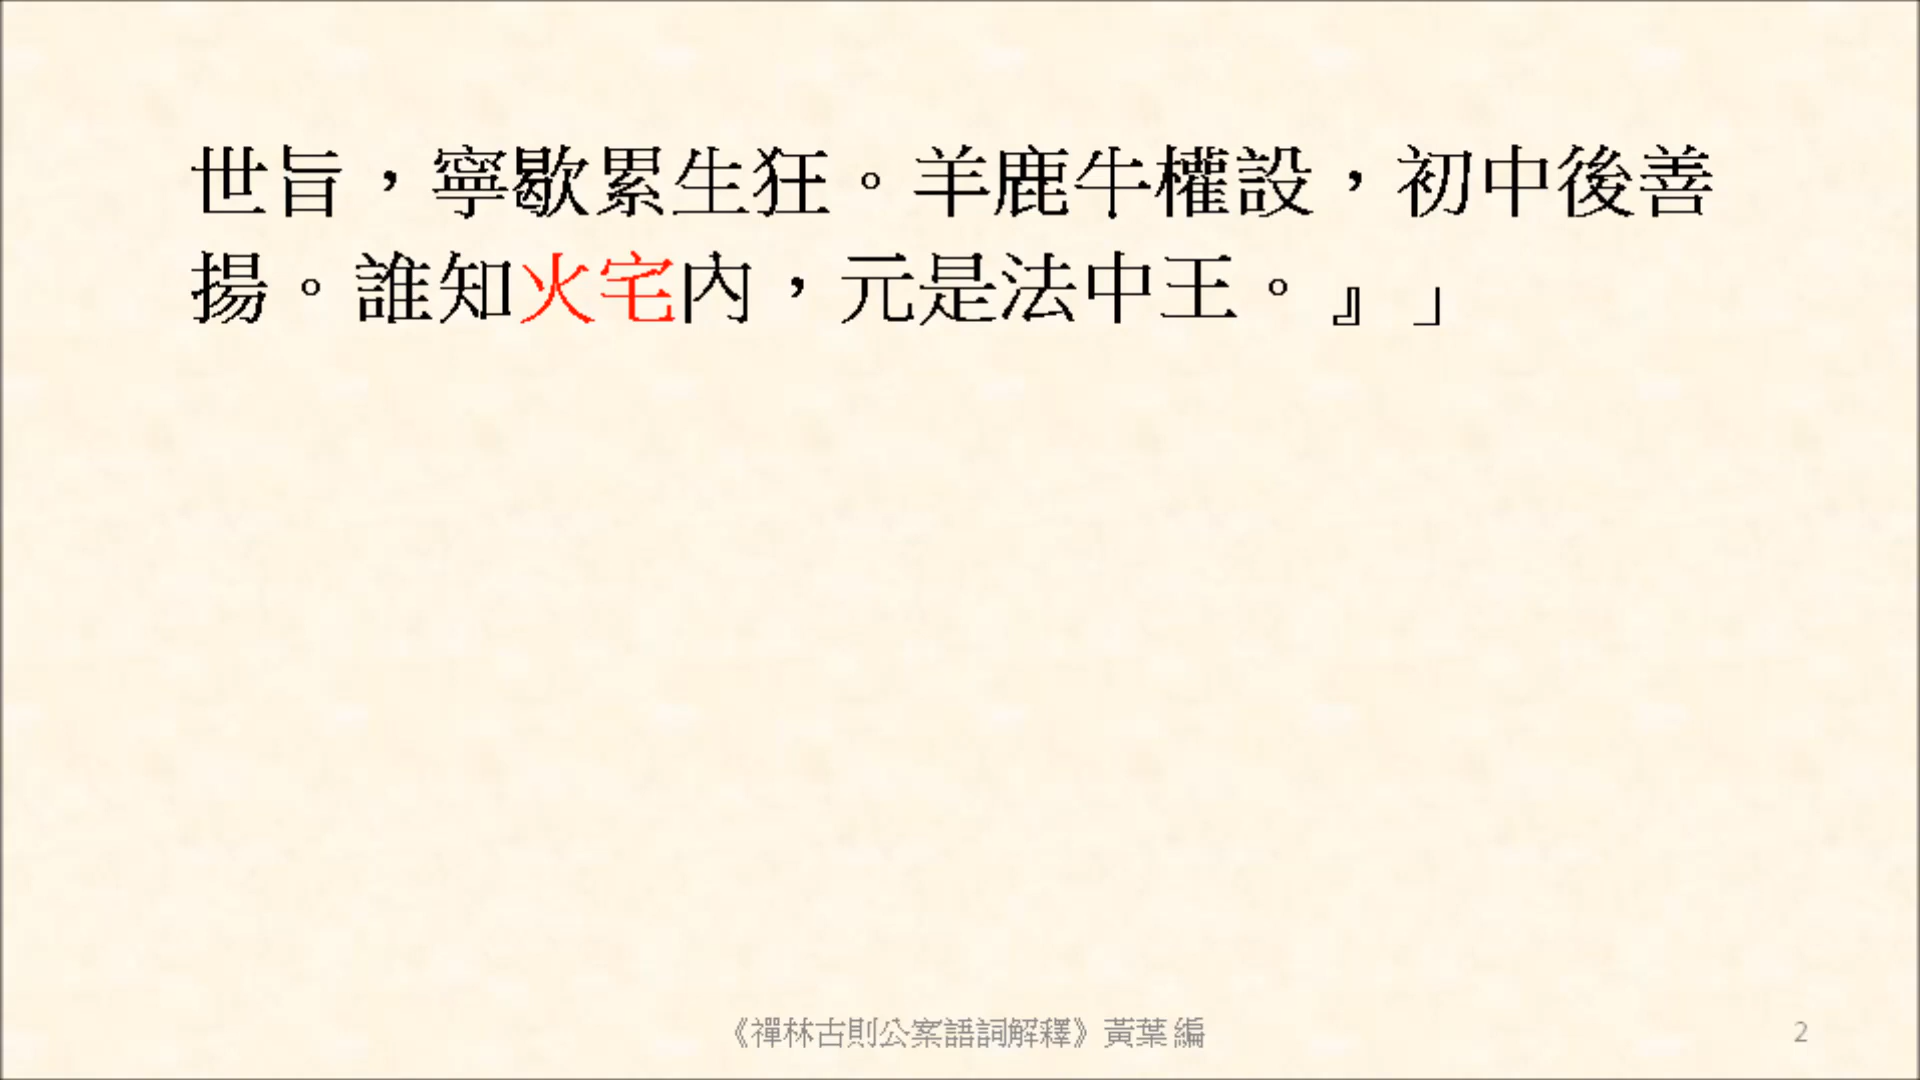 世旨，寧歇累生狂。羊鹿牛權設，初中後善
揚。誰知火宅內，元是法中王。』」
《禪林古則公案語詞解釋》黃葉 編
2